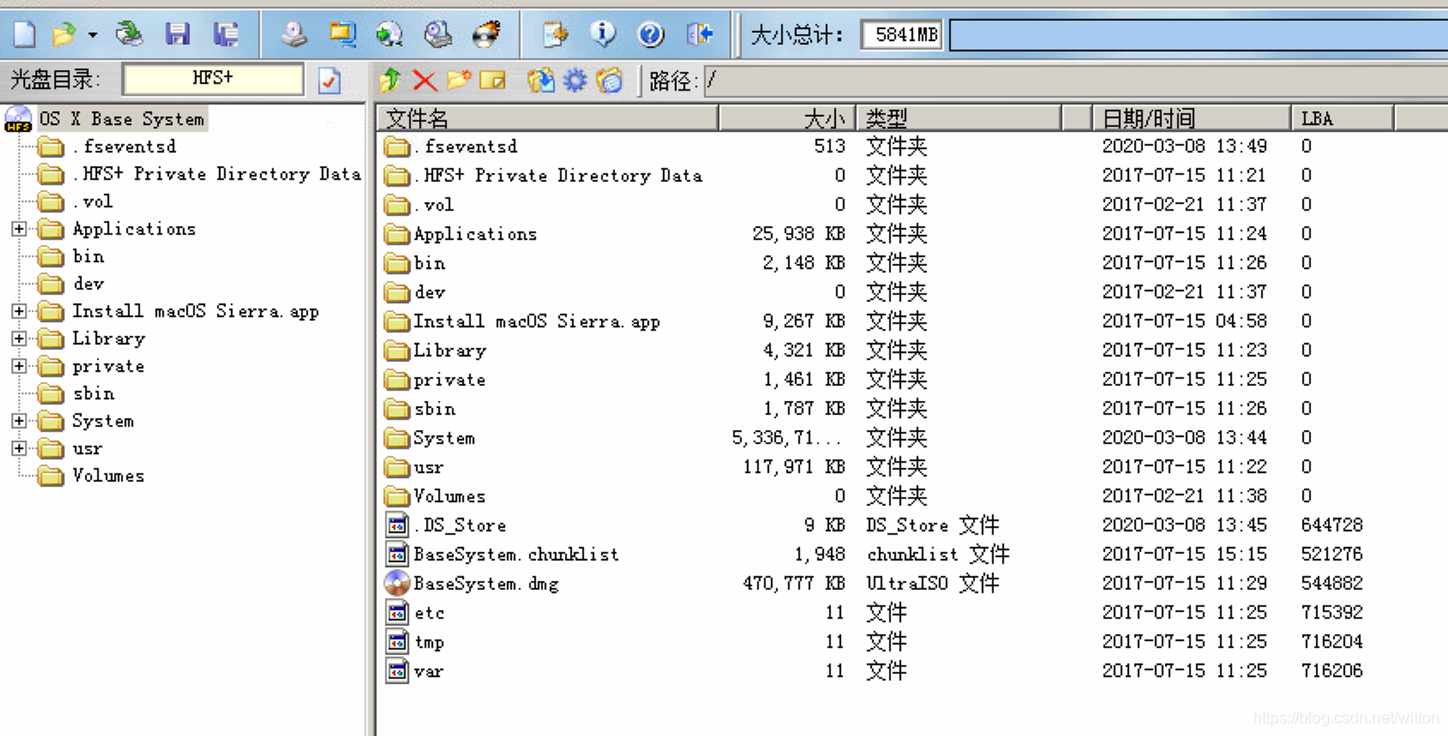 大小总计: 5841MB
光盘目录: HFS+ 路径: /
OS X Base System
.fseventsd
.HFS+ Private Directory Data
.vol
Applications
bin
dev
Install macOS Sierra.app
Library
private
sbin
System
usr
Volumes
文件名 大小 类型 日期/时间 LBA
.fseventsd 513 文件夹 2020-03-08 13:49 0
.HFS+ Private Directory Data 0 文件夹 2017-07-15 11:21 0
.vol 0 文件夹 2017-02-21 11:37 0
Applications 25,938 KB 文件夹 2017-07-15 11:24 0
bin 2,148 KB 文件夹 2017-07-15 11:26 0
dev 0 文件夹 2017-02-21 11:37 0
Install macOS Sierra.app 9,267 KB 文件夹 2017-07-15 04:58 0
Library 4,321 KB 文件夹 2017-07-15 11:23 0
private 1,461 KB 文件夹 2017-07-15 11:25 0
sbin 1,787 KB 文件夹 2017-07-15 11:26 0
System 5,336,71... 文件夹 2020-03-08 13:44 0
usr 117,971 KB 文件夹 2017-07-15 11:22 0
Volumes 0 文件夹 2017-02-21 11:38 0
.DS_Store 9 KB DS_Store 文件 2020-03-08 13:45 644728
BaseSystem.chunklist 1,948 chunklist 文件 2017-07-15 15:15 521276
BaseSystem.dmg 470,777 KB UltraISO 文件 2017-07-15 11:29 544882
etc 11 文件 2017-07-15 11:25 715392
tmp 11 文件 2017-07-15 11:25 716204
var 11 文件 2017-07-15 11:25 716206
https://blog.csdn.net/witton